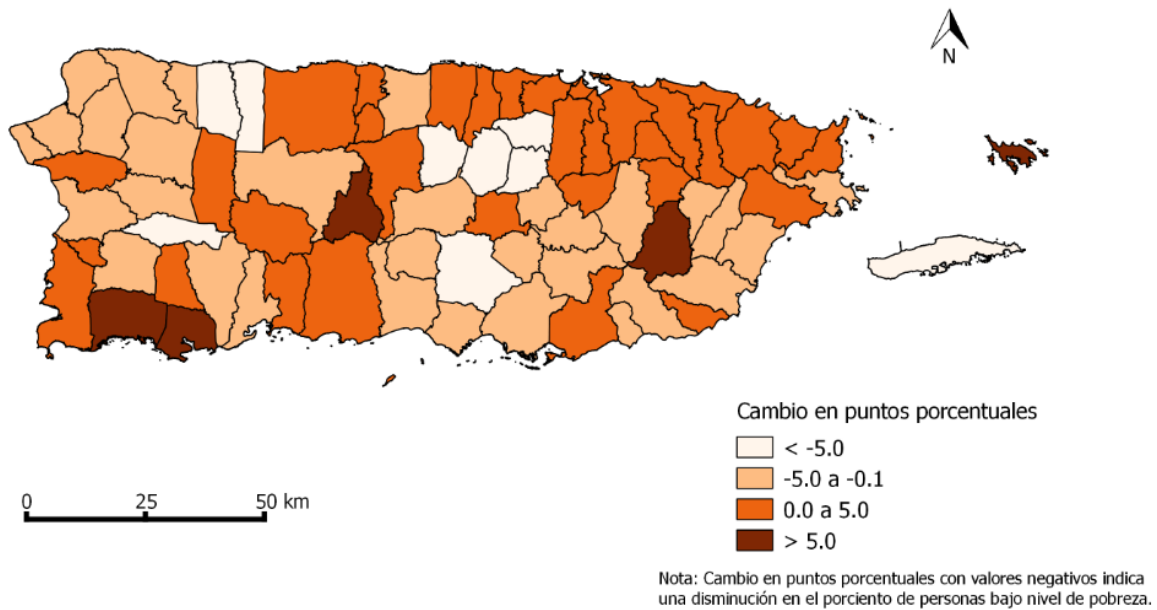 N
Cambio en puntos porcentuales
< -5.0
-5.0 a -0.1
0.0 a 5.0
> 5.0
0 25 50 km
Nota: Cambio en puntos porcentuales con valores negativos indica
una disminución en el porciento de personas bajo nivel de pobreza.